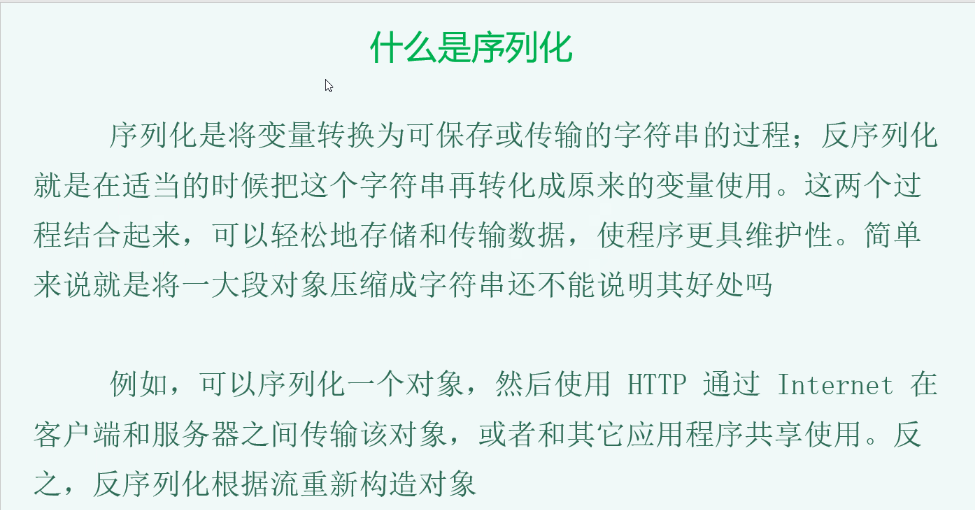 什么是序列化
序列化是将变量转换为可保存或传输的字符串的过程；反序列化
就是在适当的时候把这个字符串再转化成原来的变量使用。这两个过
程结合起来，可以轻松地存储和传输数据，使程序更具维护性。简单
来说就是将一大段对象压缩成字符串还不能说明其好处吗
例如，可以序列化一个对象，然后使用 HTTP 通过 Internet 在
客户端和服务器之间传输该对象，或者和其它应用程序共享使用。反
之，反序列化根据流重新构造对象